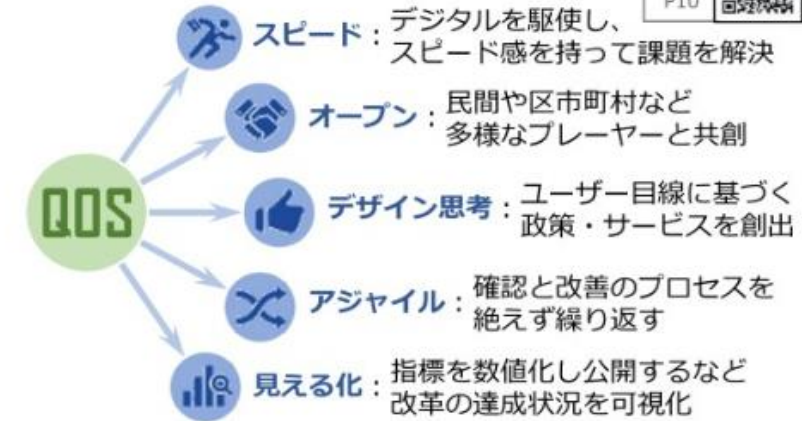 P10
スピード：デジタルを駆使し、
スピード感を持って課題を解決
オープン：民間や区市町村など
多様なプレーヤーと共創
QOS
デザイン思考：ユーザー目線に基づく
政策・サービスを創出
アジャイル：確認と改善のプロセスを
絶えず繰り返す
見える化：指標を数値化し公開するなど
改革の達成状況を可視化